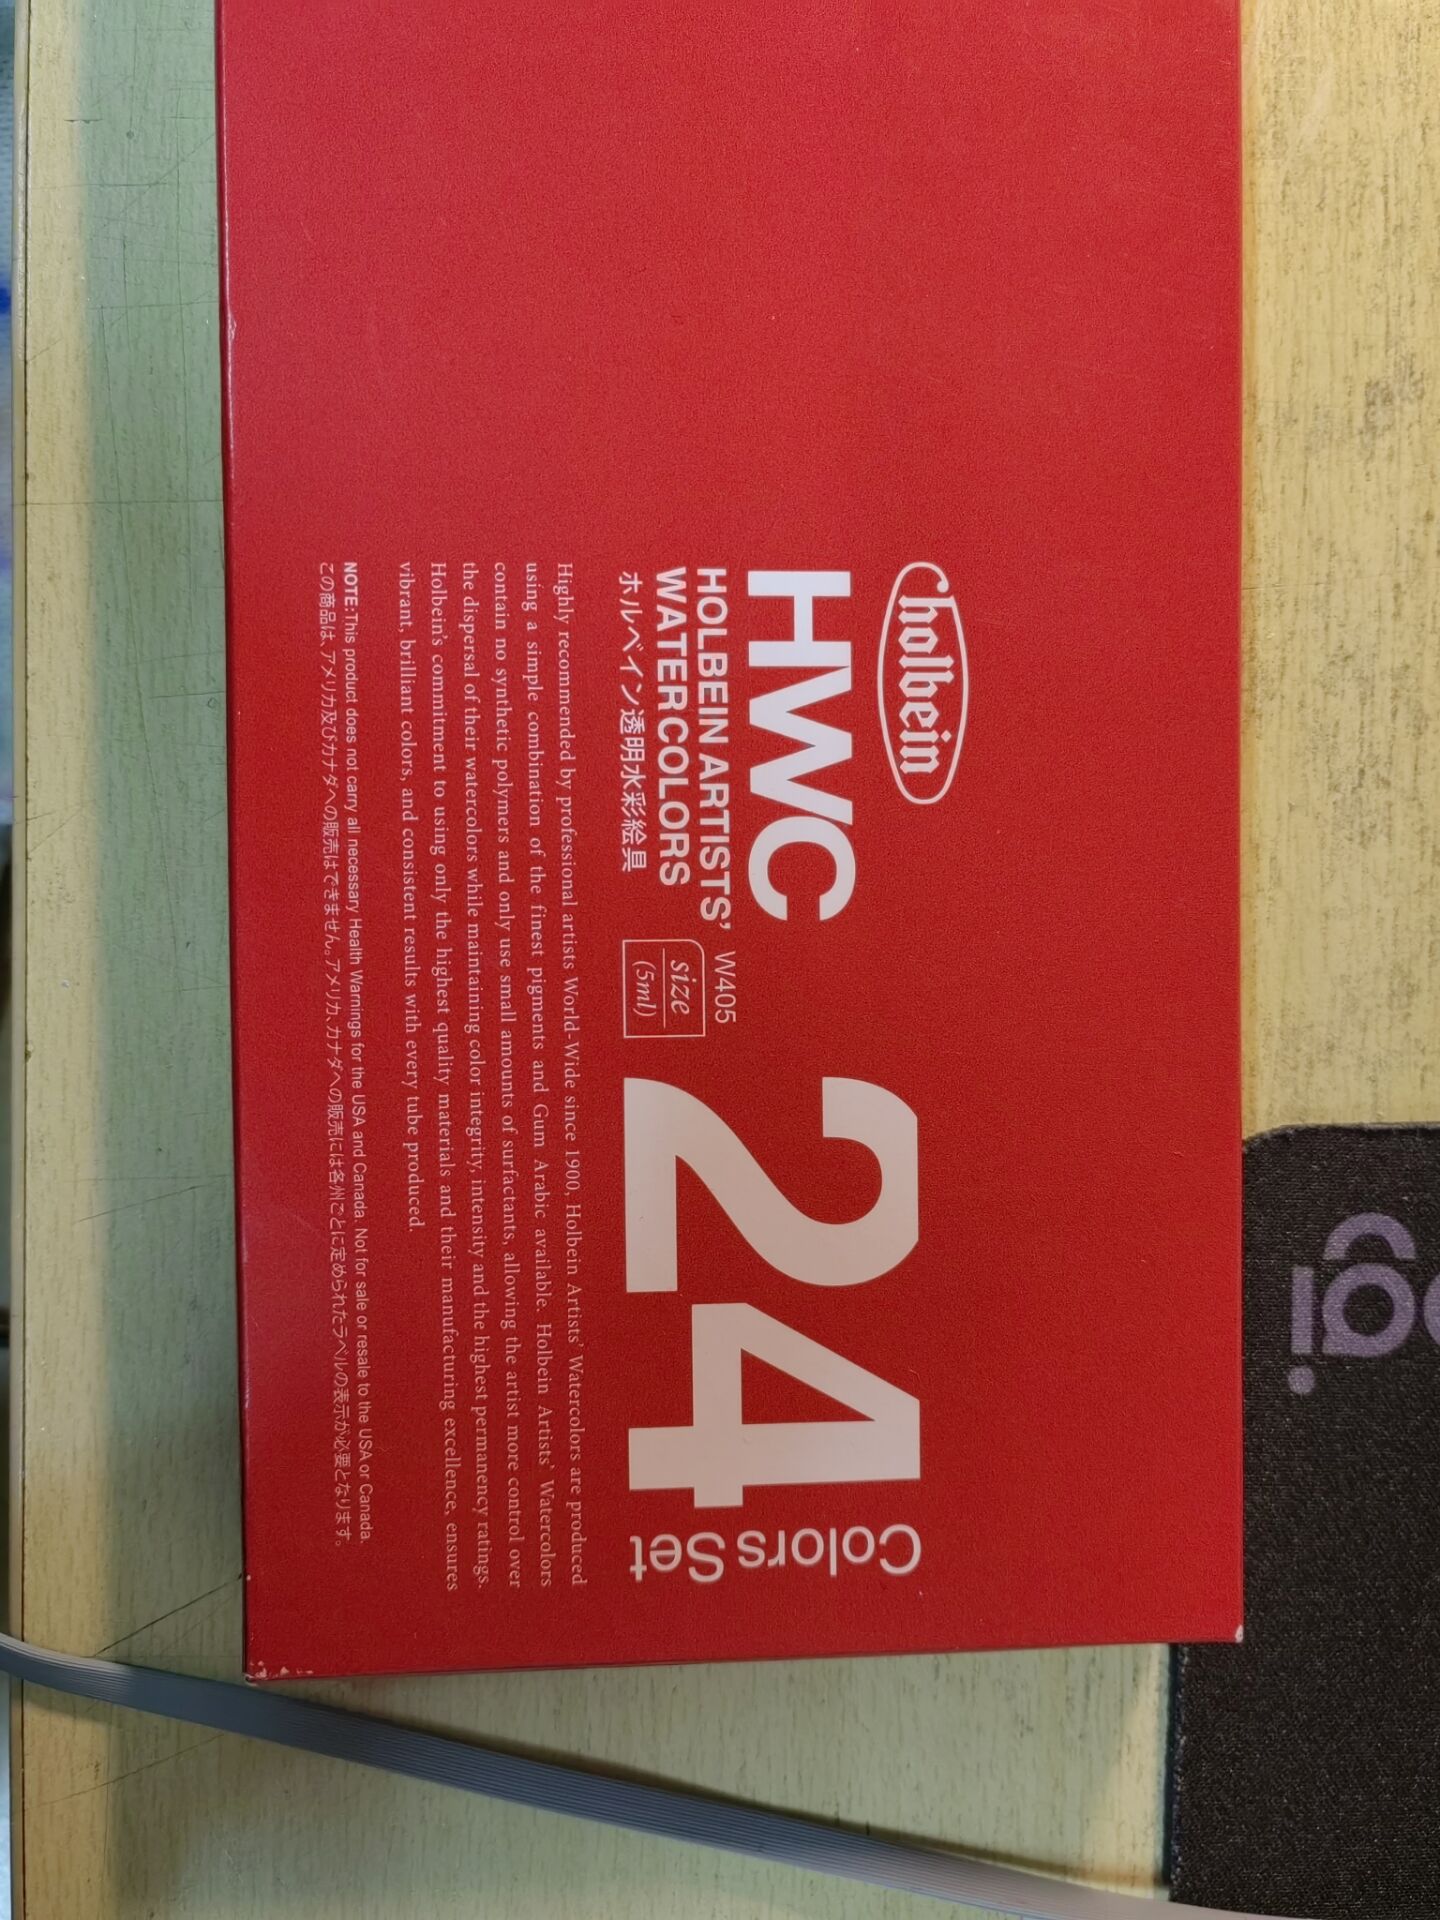 holbein
HWC
HOLBEIN ARTISTS'
WATERCOLORS
ホルベイン透明水彩絵具
W405
size
(5ml)
24
Colors Set
Highly recommended by professional artists World-Wide since 1900, Holbein Artists' Watercolors are produced
using a simple combination of the finest pigments and Gum Arabic available. Holbein Artists' Watercolors
contain no synthetic polymers and only use small amounts of surfactants, allowing the artist more control over
the dispersal of their watercolors while maintaining color integrity, intensity and the highest permanency ratings.
Holbein's commitment to using only the highest quality materials and their manufacturing excellence, ensures
vibrant, brilliant colors, and consistent results with every tube produced.
NOTE:This product does not carry all necessary Health Warnings for the USA and Canada. Not for sale or resale to the USA or Canada.
この商品は、アメリカ及びカナダへの販売はできません。アメリカ、カナダへの販売には各州ごとに定められたラベルの表示が必要となります。